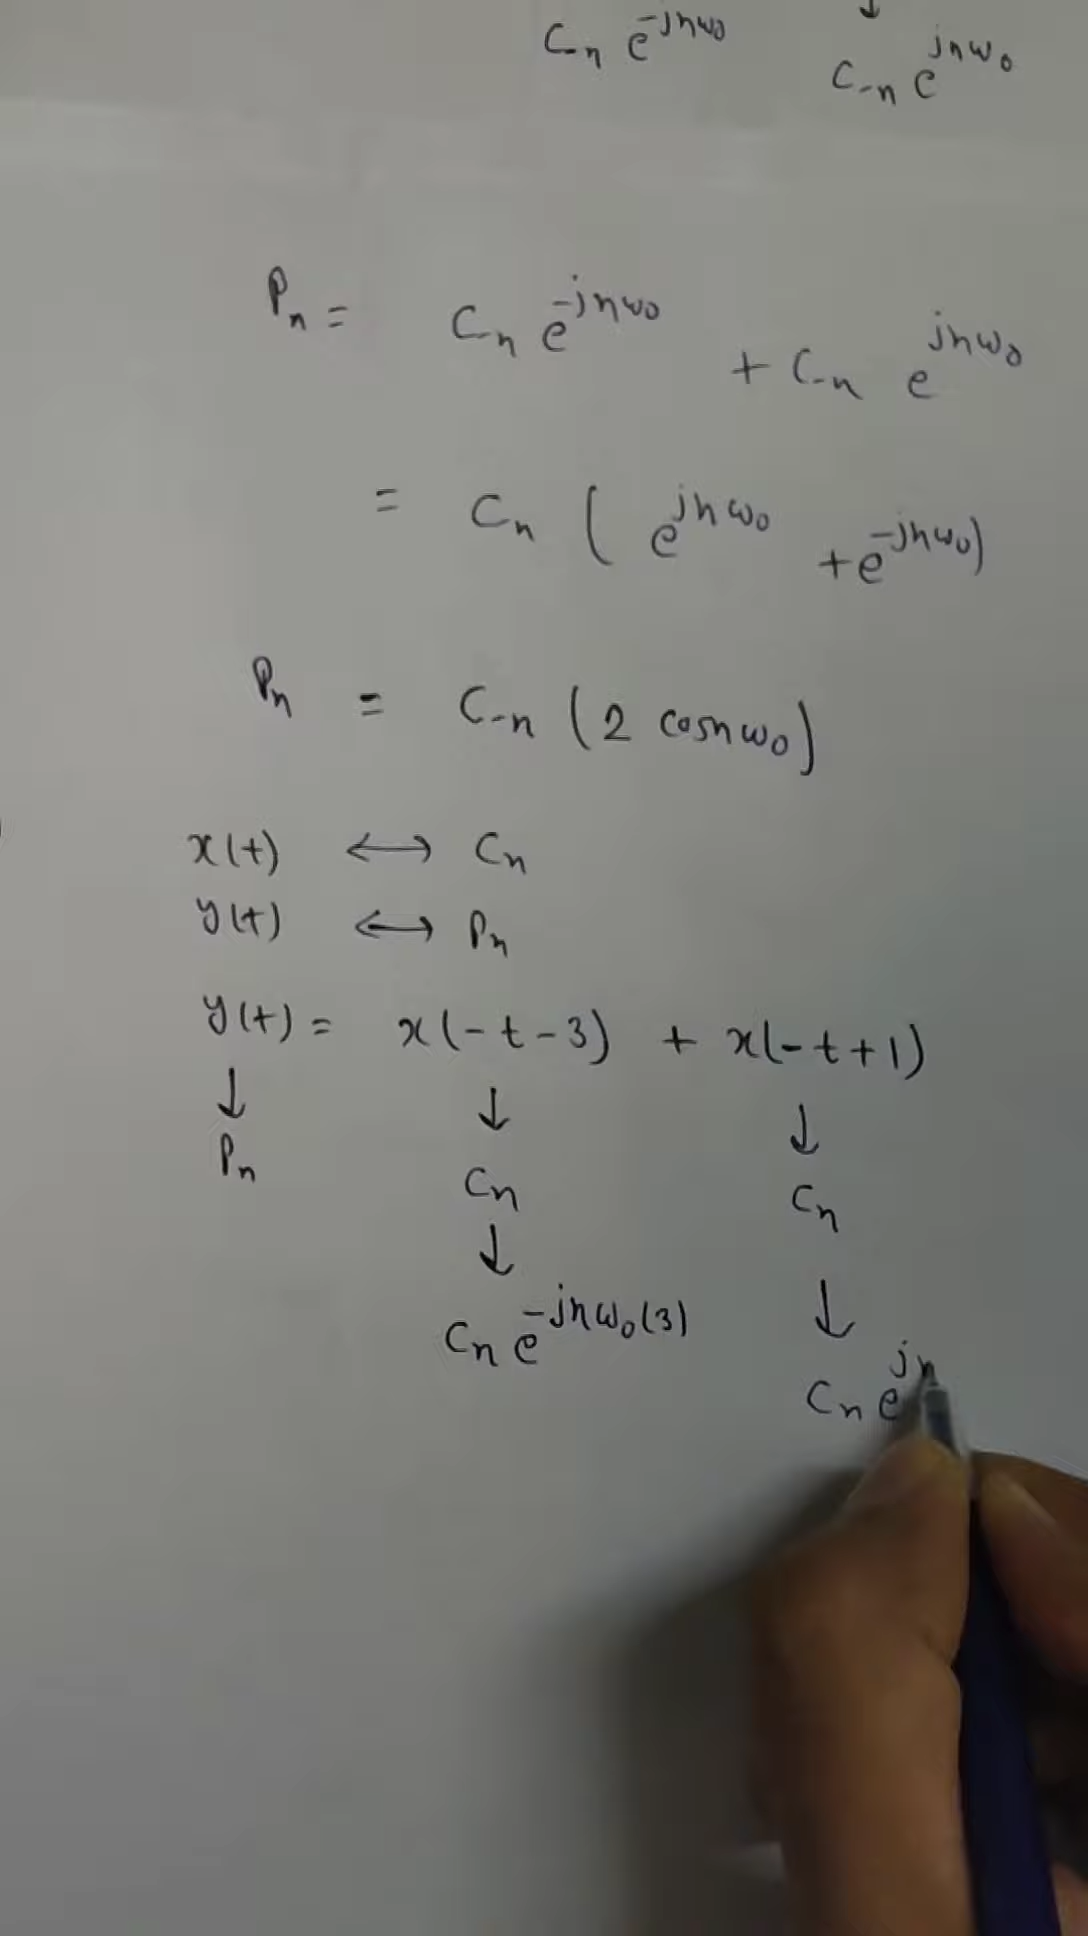 Cₙ e^{-jnω₀} C₋ₙ e^{jnω₀}
Pₙ = Cₙ e^{-jnω₀} + C₋ₙ e^{jnω₀}
= Cₙ ( e^{jnω₀} + e^{-jnω₀})
Pₙ = C₋ₙ (2 cosnω₀)
x(t) ↔ Cₙ
y(t) ↔ Pₙ
y(t) = x(-t-3) + x(-t+1)
↓ ↓ ↓
Pₙ Cₙ Cₙ
↓ ↓
Cₙ e^{-jnω₀(3)} Cₙ e^{jn}